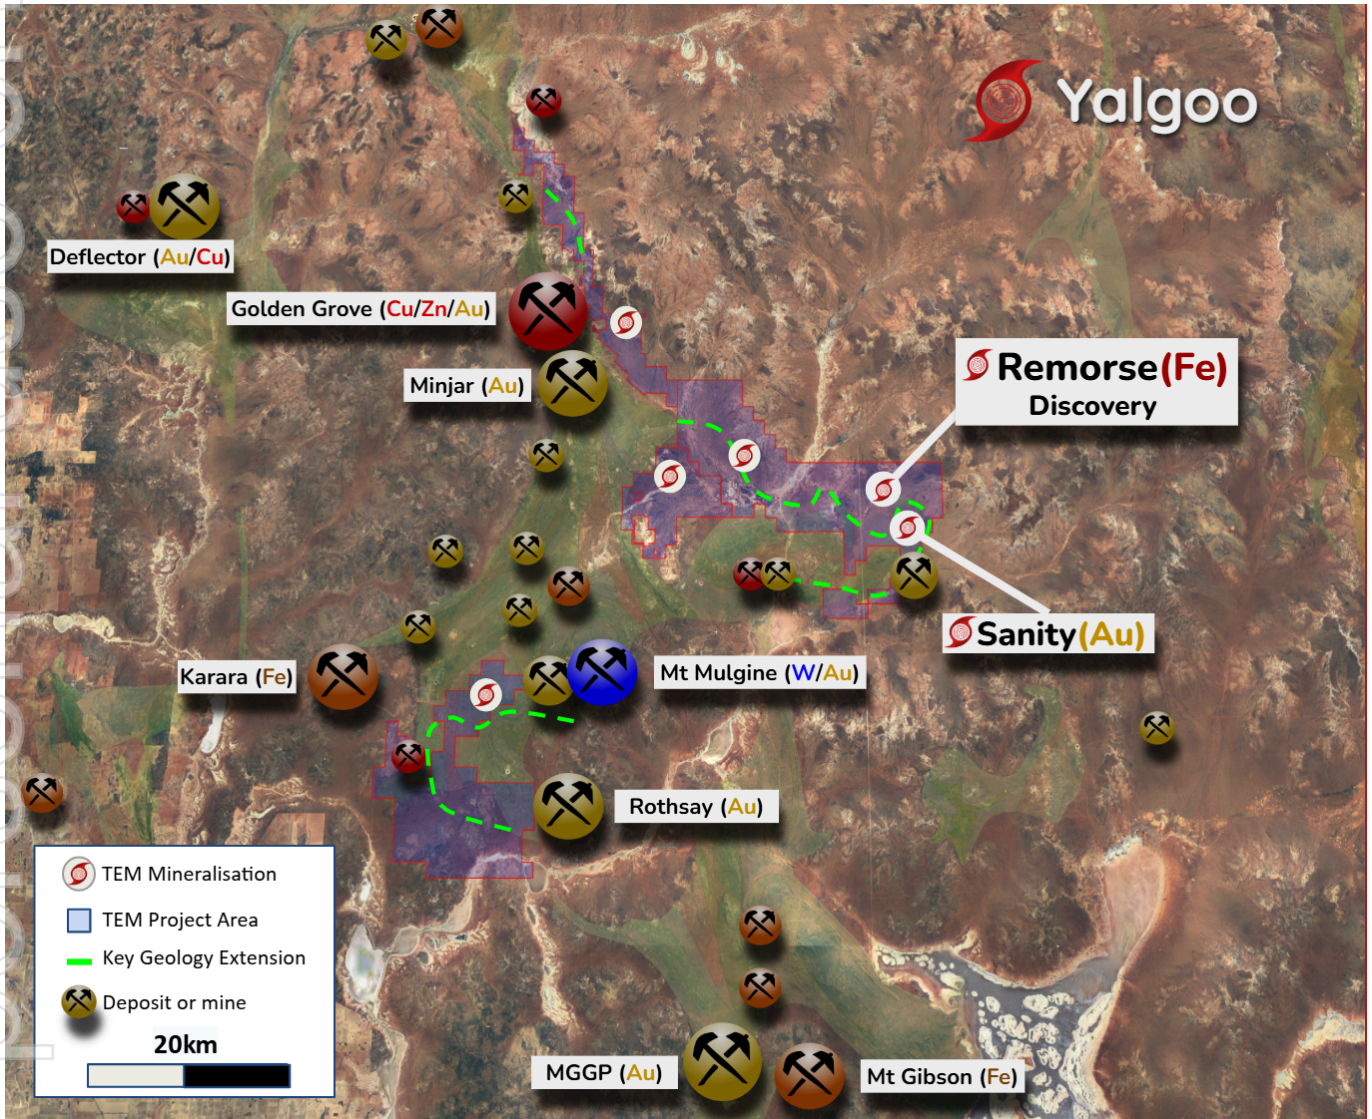 Yalgoo
Deflector (Au/Cu)
Golden Grove (Cu/Zn/Au)
Minjar (Au)
Remorse(Fe)
Discovery
Sanity(Au)
Karara (Fe)
Mt Mulgine (W/Au)
Rothsay (Au)
TEM Mineralisation
TEM Project Area
Key Geology Extension
Deposit or mine
20km
MGGP (Au)
Mt Gibson (Fe)